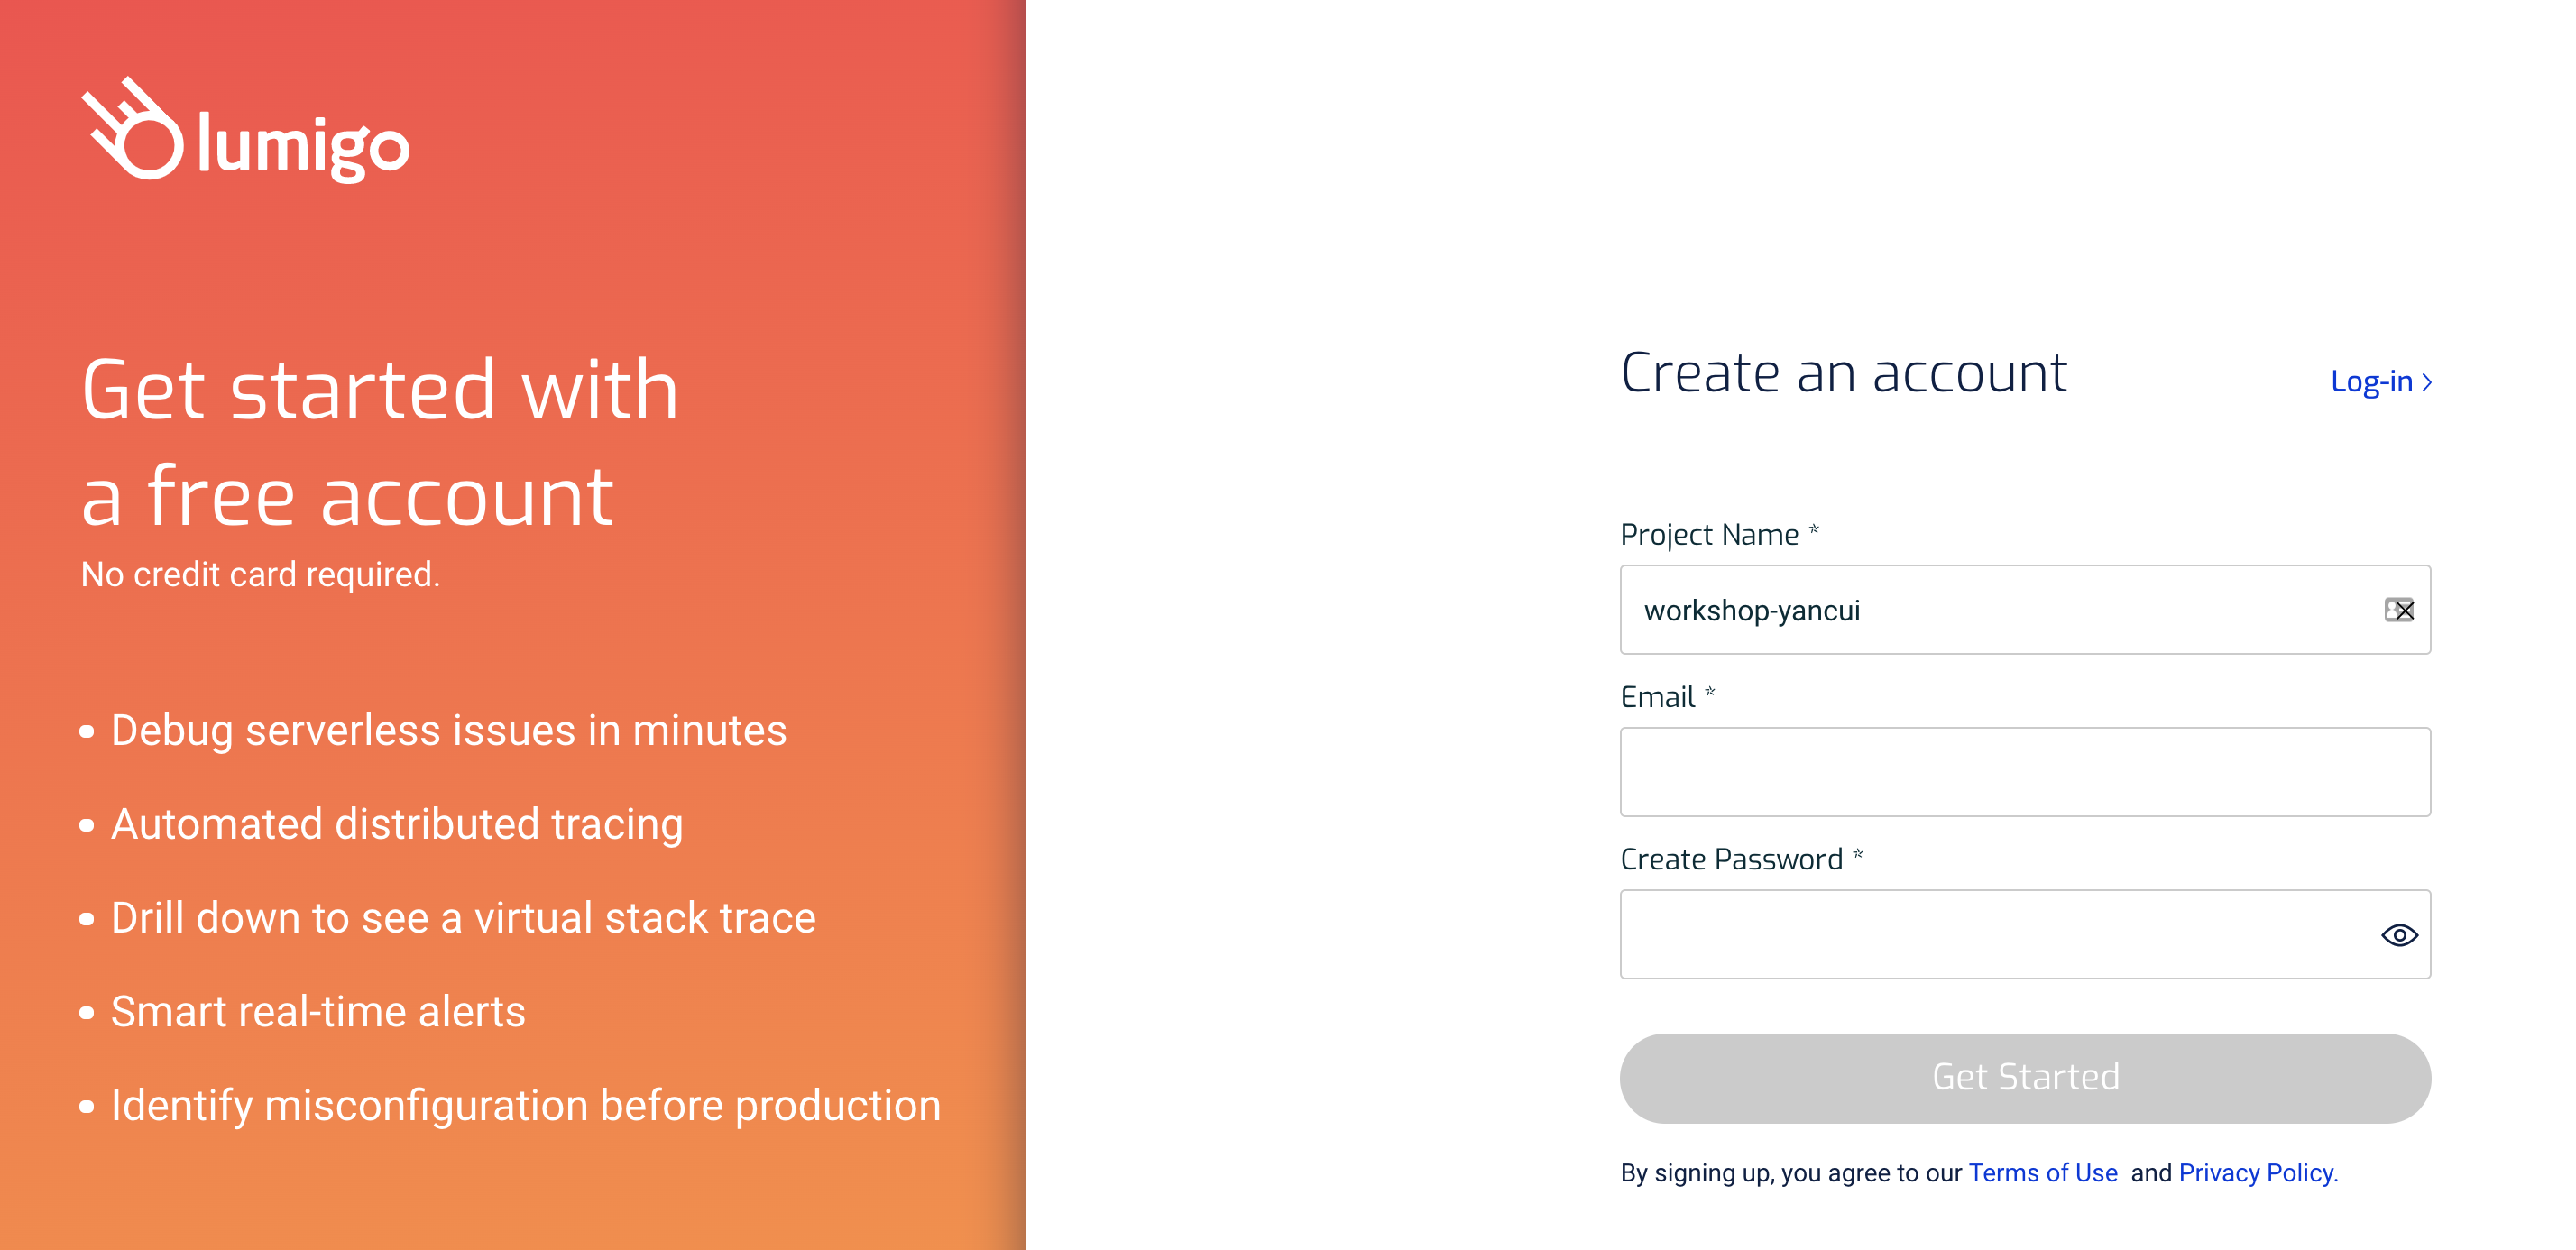 lumigo
Get started with
a free account
No credit card required.
• Debug serverless issues in minutes
• Automated distributed tracing
• Drill down to see a virtual stack trace
• Smart real-time alerts
• Identify misconfiguration before production
Create an account
Log-in >
Project Name *
workshop-yancui
Email *
Create Password *
Get Started
By signing up, you agree to our Terms of Use and Privacy Policy.